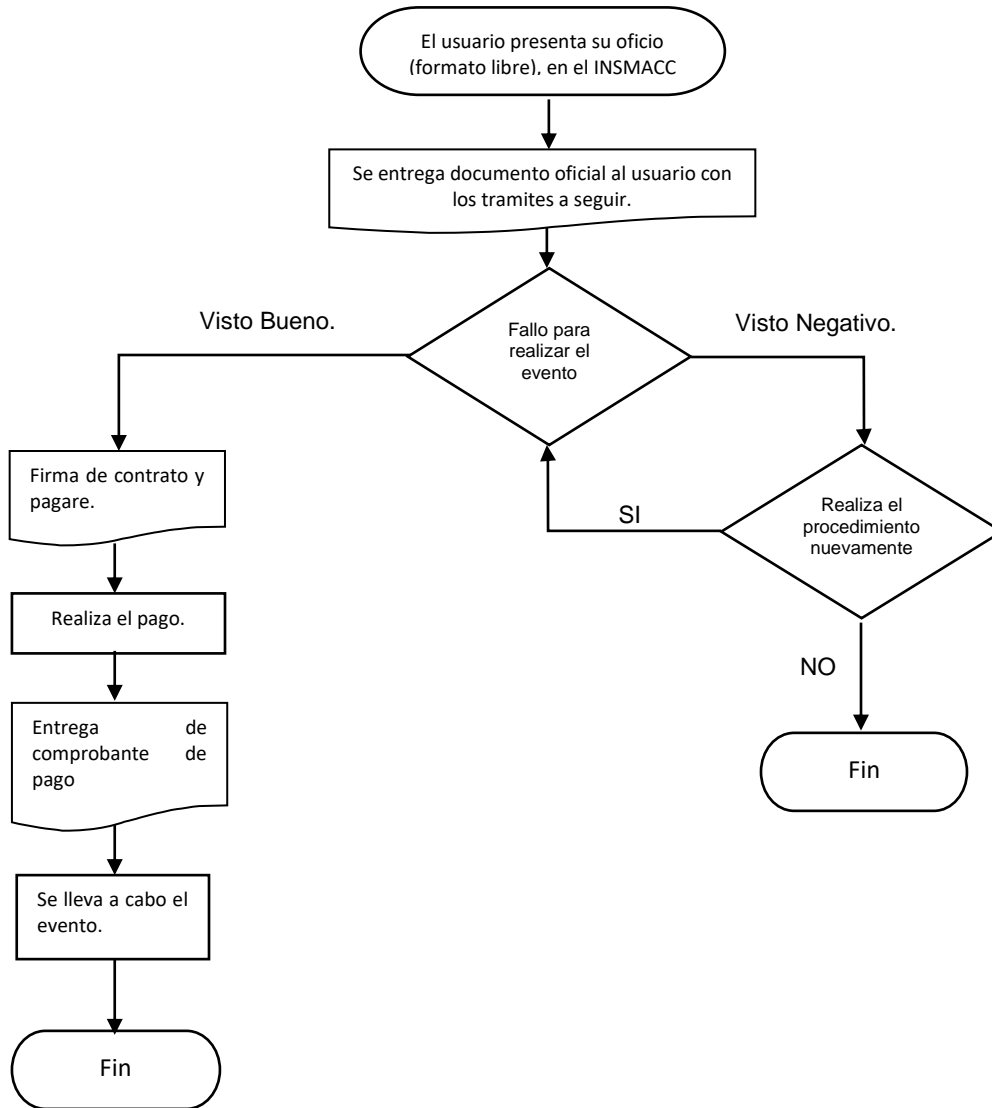 El usuario presenta su oficio
(formato libre), en el INSMACC
Se entrega documento oficial al usuario con
los tramites a seguir.
Visto Bueno.
Fallo para
realizar el
evento
Visto Negativo.
Firma de contrato y
pagare.
SI
Realiza el
procedimiento
nuevamente
Realiza el pago.
NO
Entrega de
comprobante de
pago
Fin
Se lleva a cabo el
evento.
Fin